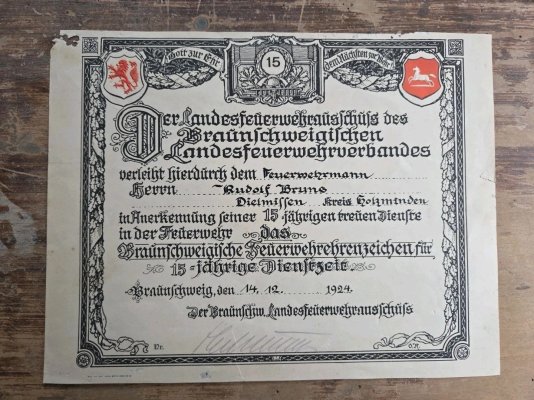 Gott zur Ehr
15
dem Nächsten zur Wehr
Der Landesfeuerwehrausschuss des
Braunschweigischen
Landesfeuerwehrverbandes
verleiht hierdurch dem Feuerwehrmann
Herrn Rudolf Bruns
Dielmissen Kreis Holzminden
in Anerkennung seiner 15 jährigen treuen Dienste
in der Feuerwehr das
Braunschweigische Feuerwehrehrenzeichen für
15-jährige Dienstzeit.
Braunschweig, den 14. 12. 1924.
Der Braunschw. Landesfeuerwehrausschuss
Nr.